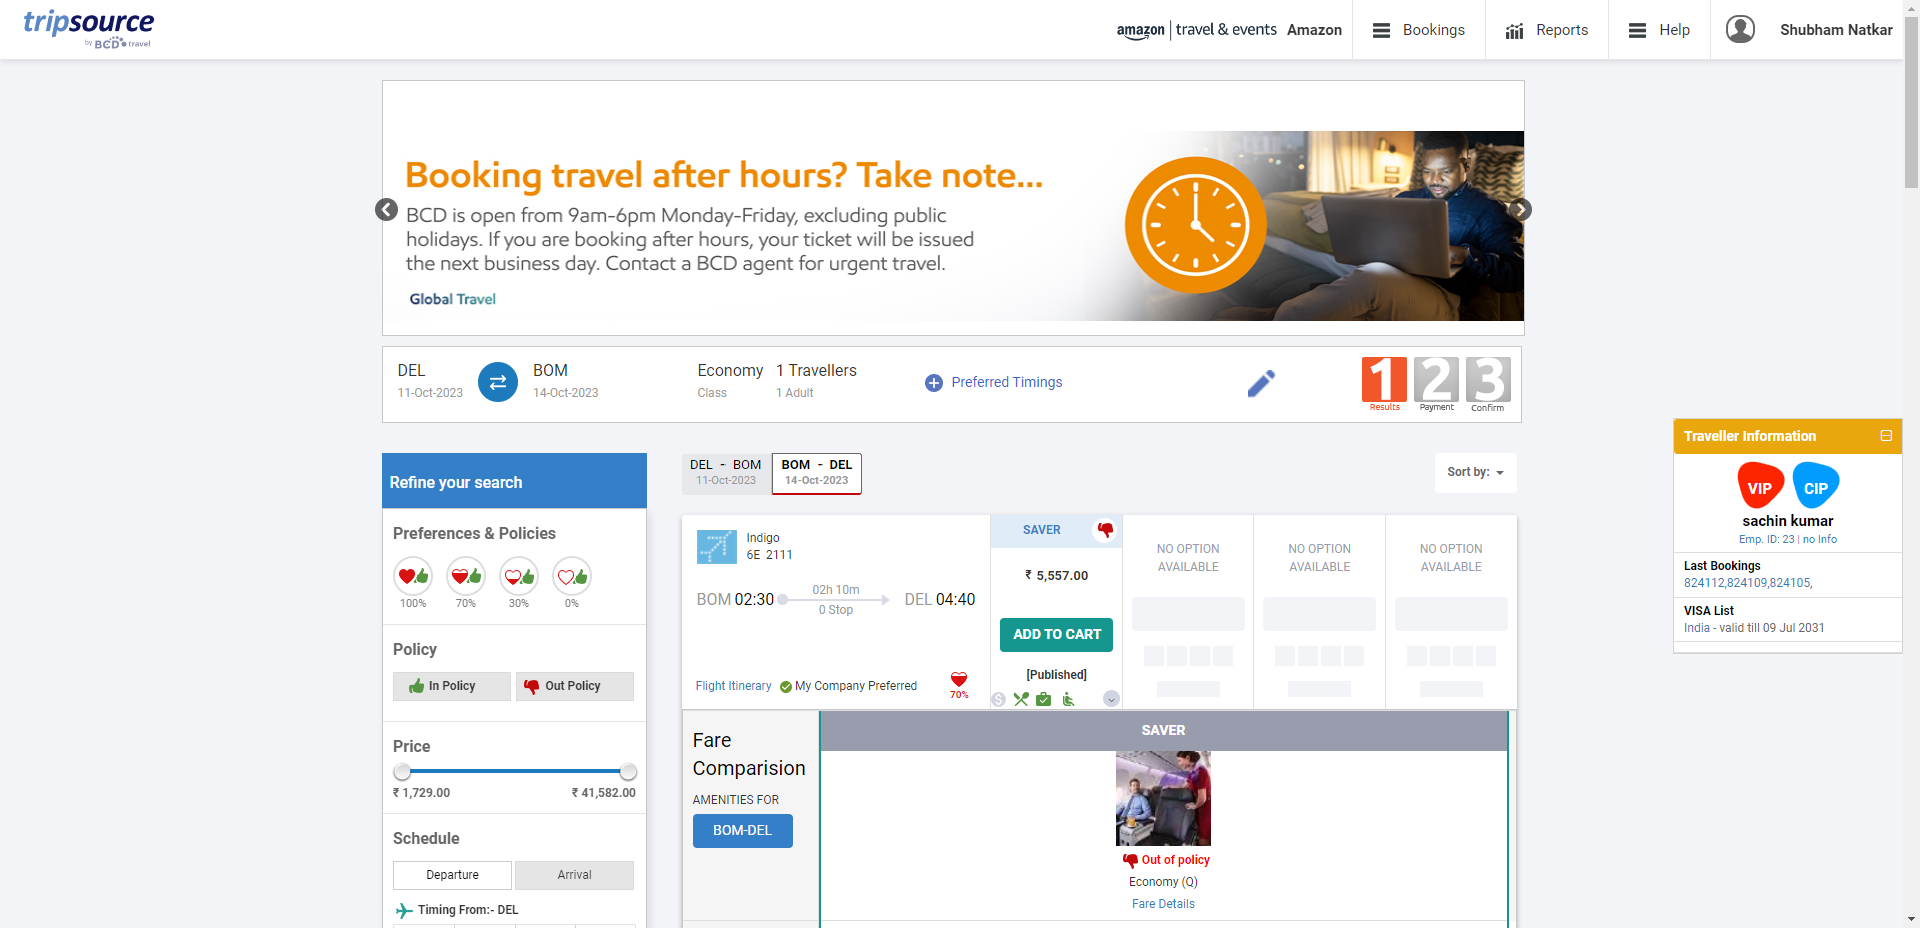 tripsource
by BCD travel
amazon | travel & events Amazon
Bookings
Reports
Help
Shubham Natkar
Booking travel after hours? Take note...
BCD is open from 9am-6pm Monday-Friday, excluding public
holidays. If you are booking after hours, your ticket will be issued
the next business day. Contact a BCD agent for urgent travel.
Global Travel
DEL
11-Oct-2023
BOM
14-Oct-2023
Economy
Class
1 Travellers
1 Adult
Preferred Timings
1 2 3
Results Payment Confirm
Traveller Information
VIP CIP
sachin kumar
Emp. ID: 23 | no Info
Last Bookings
824112,824109,824105,
VISA List
India - valid till 09 Jul 2031
Refine your search
Preferences & Policies
100% 70% 30% 0%
Policy
In Policy Out Policy
Price
₹ 1,729.00 ₹ 41,582.00
Schedule
Departure Arrival
Timing From:- DEL
DEL - BOM
11-Oct-2023
BOM - DEL
14-Oct-2023
Sort by:
Indigo
6E 2111
BOM 02:30
02h 10m
0 Stop
DEL 04:40
Flight Itinerary My Company Preferred
70%
SAVER
₹ 5,557.00
ADD TO CART
[Published]
NO OPTION
AVAILABLE
NO OPTION
AVAILABLE
NO OPTION
AVAILABLE
Fare
Comparision
AMENITIES FOR
BOM-DEL
SAVER
Out of policy
Economy (Q)
Fare Details